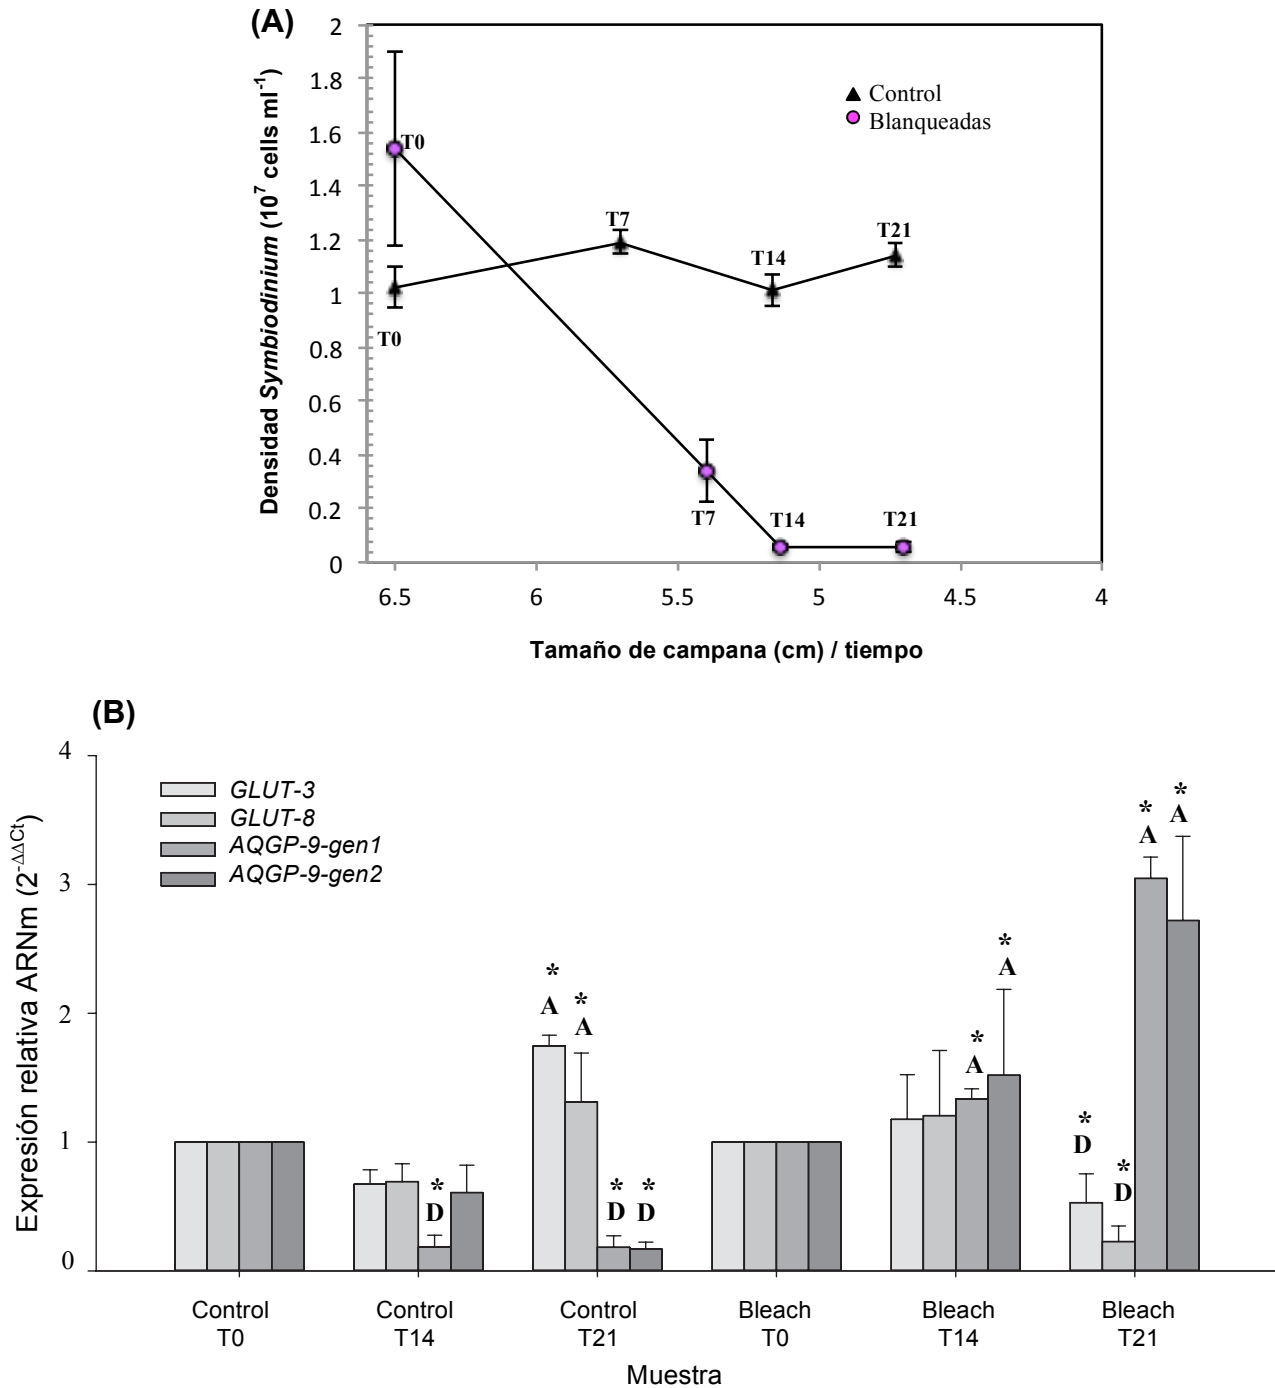 (A)
Densidad Symbiodinium (10⁷ cells ml⁻¹)
2
1.8
1.6
1.4
1.2
1
0.8
0.6
0.4
0.2
0
Control
Blanqueadas
T0
T0
T7
T14
T21
T7
T14
T21
6.5 6 5.5 5 4.5 4
Tamaño de campana (cm) / tiempo
(B)
Expresión relativa ARNm (2^-ΔΔCt)
4
3
2
1
0
GLUT-3
GLUT-8
AQGP-9-gen1
AQGP-9-gen2
* D
* A
* A
* D
* D
* A
* A
* D
* D
* A
* A
Control T0
Control T14
Control T21
Bleach T0
Bleach T14
Bleach T21
Muestra